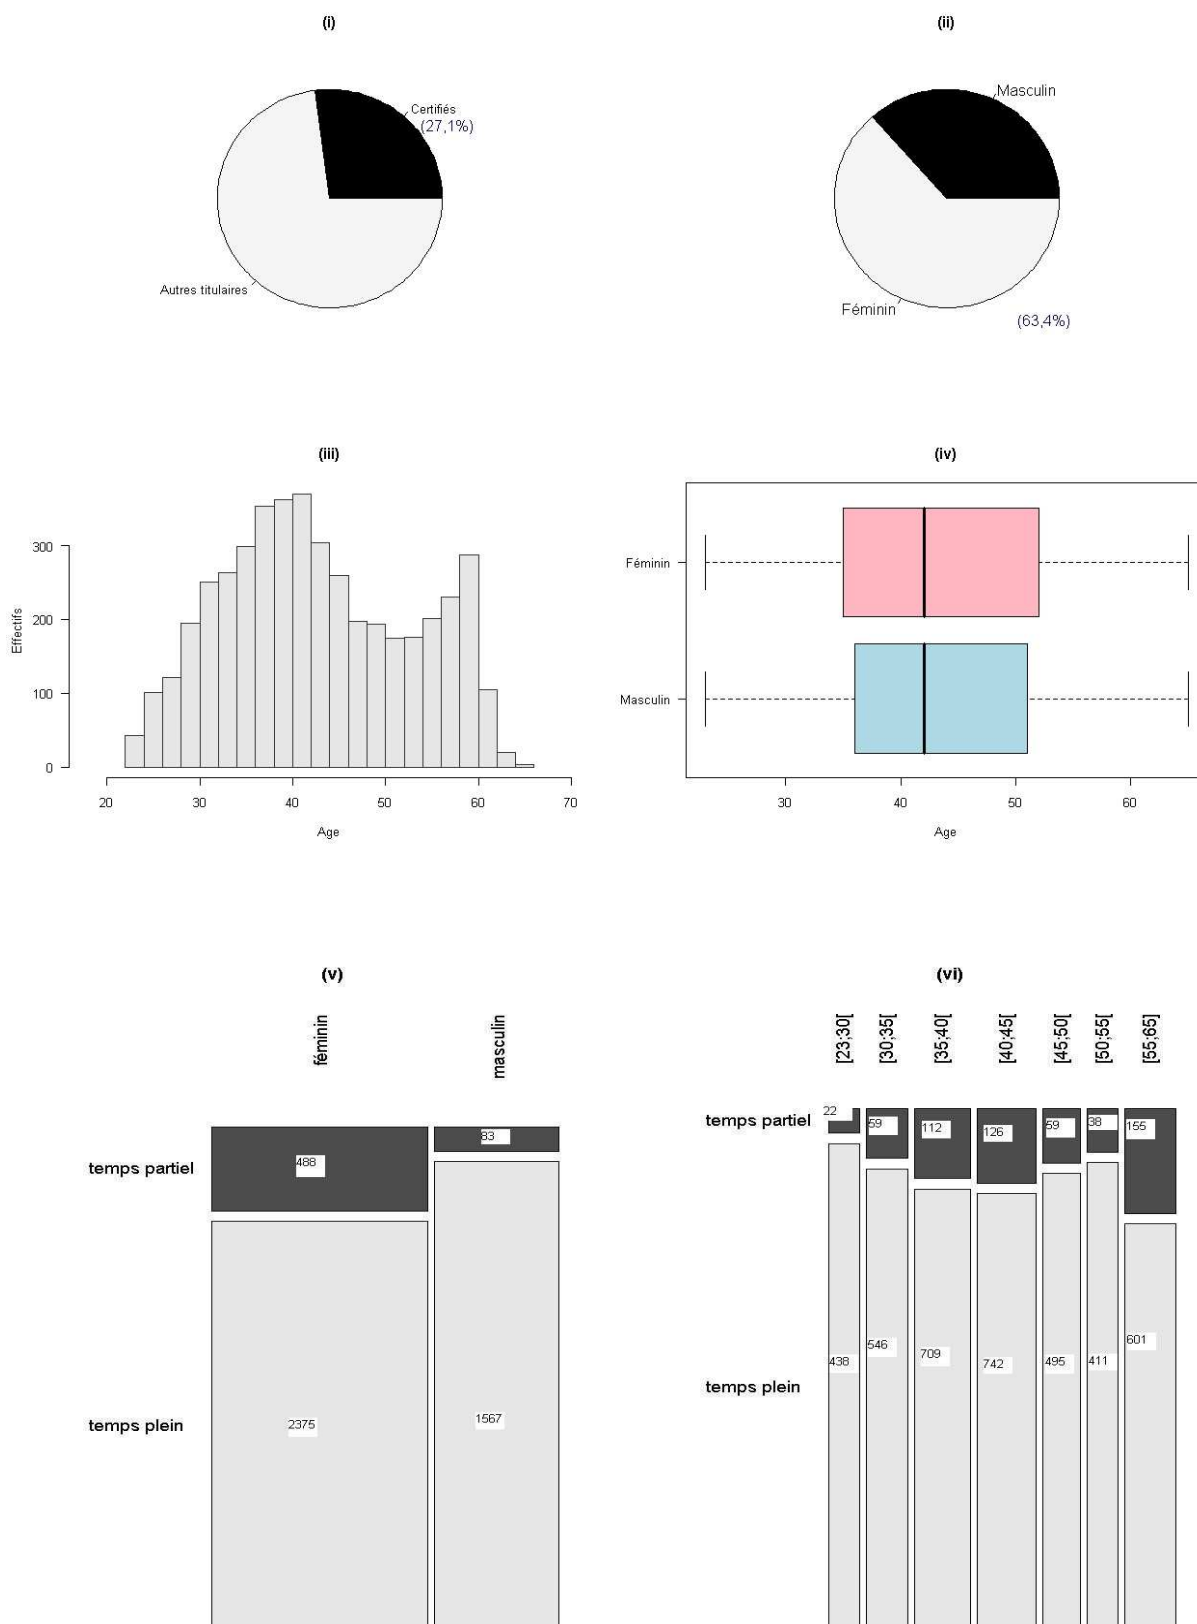 (i)
Certifiés
(27,1%)
Autres titulaires
(ii)
Masculin
Féminin
(63,4%)
(iii)
Effectifs
300
200
100
0
20 30 40 50 60 70
Age
(iv)
Féminin
Masculin
30 40 50 60
Age
(v)
féminin masculin
temps partiel
488 83
temps plein
2375 1567
(vi)
[23;30[ [30;35[ [35;40[ [40;45[ [45;50[ [50;55[ [55;65]
temps partiel
22 59 112 126 59 38 155
temps plein
438 546 709 742 495 411 601